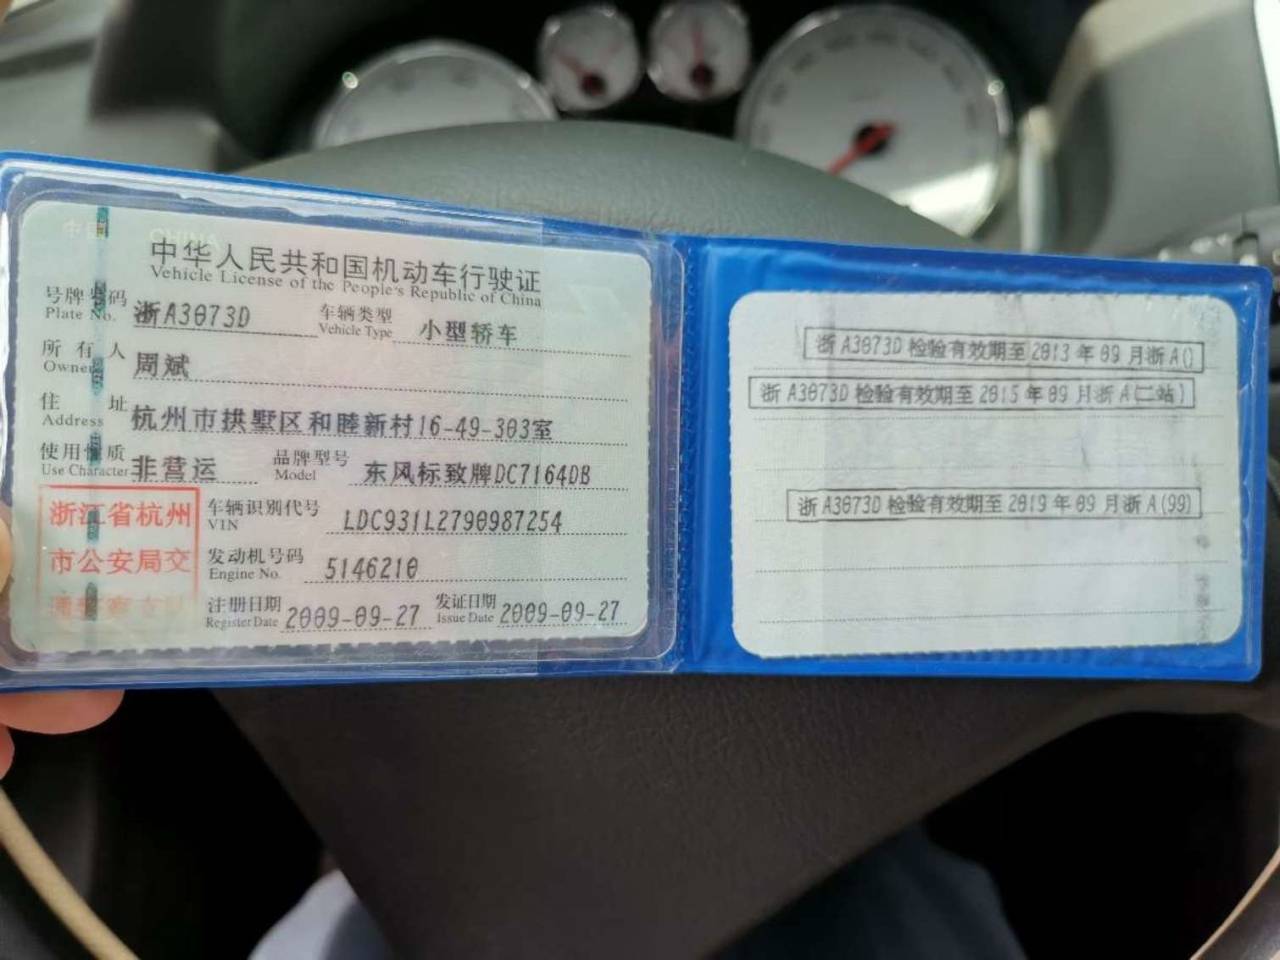 中国 CHINA
中华人民共和国机动车行驶证
Vehicle License of the People's Republic of China
号牌号码 浙A3073D 车辆类型 小型轿车
Plate No. Vehicle Type
所有人 周斌
Owner
住址 杭州市拱墅区和睦新村16-49-303室
Address
使用性质 非营运 品牌型号 东风标致牌DC7164DB
Use Character Model
浙江省杭州
市公安局交
车辆识别代号 LDC931L2790987254
VIN
发动机号码 5146210
Engine No.
注册日期 2009-09-27 发证日期 2009-09-27
Register Date Issue Date
浙A3073D检验有效期至2013年09月浙A()
浙A3073D检验有效期至2015年09月浙A(二站)
浙A3073D检验有效期至2019年09月浙A(99)